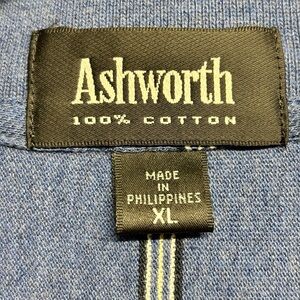 Ashworth
100% COTTON
MADE
IN
PHILIPPINES
XL